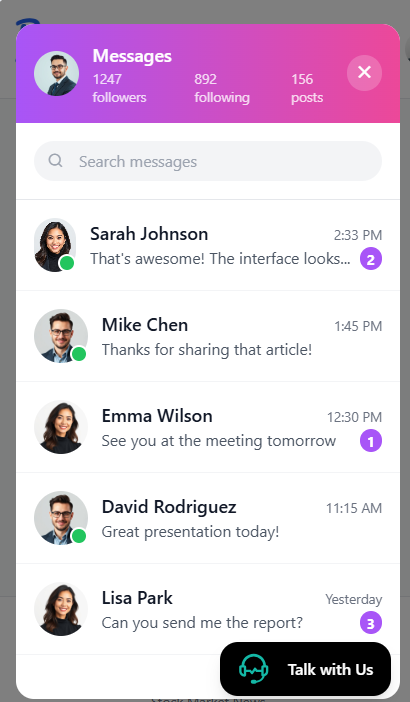 Messages
1247 followers
892 following
156 posts
Search messages
Sarah Johnson 2:33 PM
That's awesome! The interface looks... 2
Mike Chen 1:45 PM
Thanks for sharing that article!
Emma Wilson 12:30 PM
See you at the meeting tomorrow 1
David Rodriguez 11:15 AM
Great presentation today!
Lisa Park Yesterday
Can you send me the report? 3
Talk with Us
Stock Market News